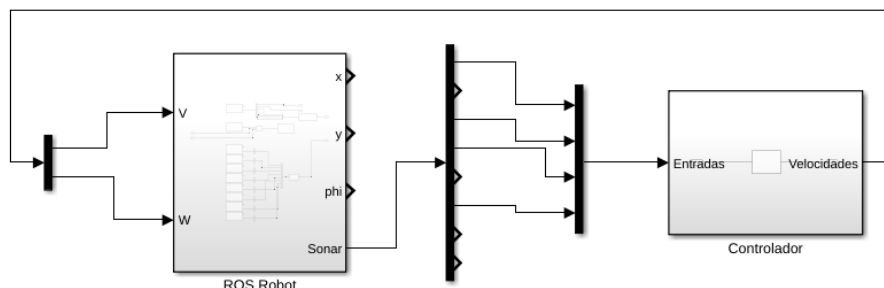 x
V
y
phi
W
Sonar
ROS Robot
Entradas
Velocidades
Controlador